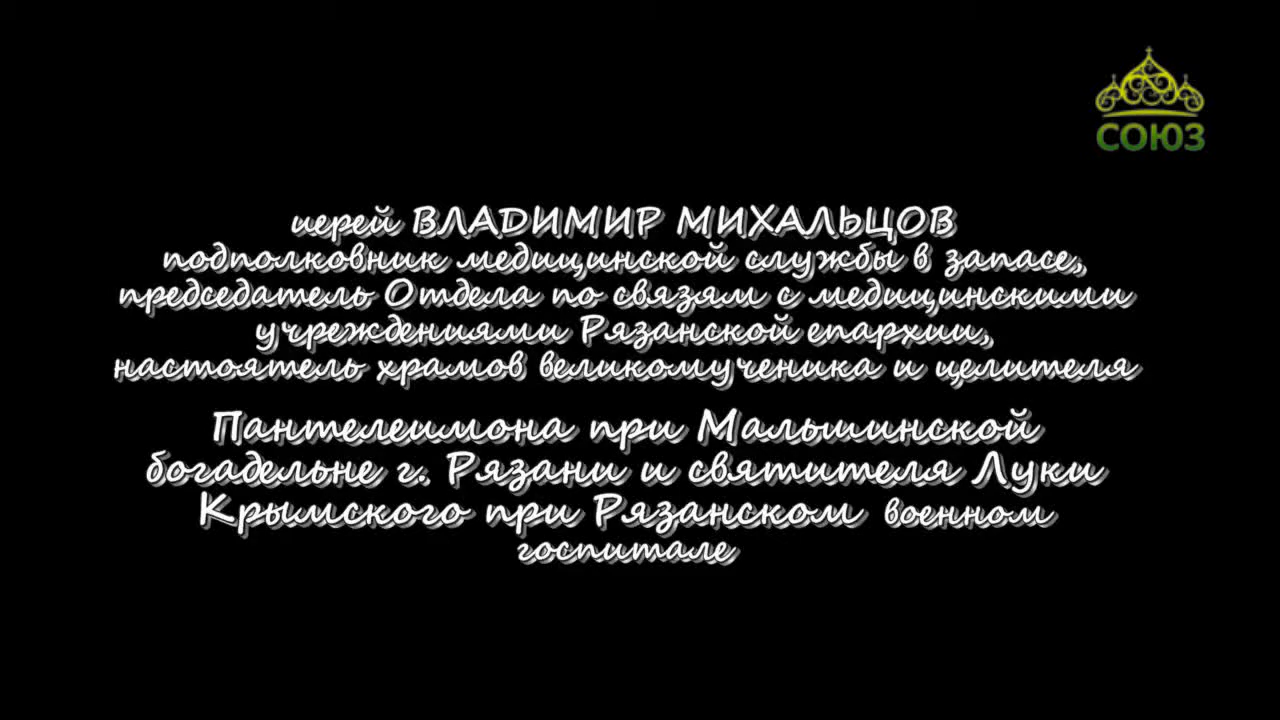 СОЮЗ
иерей ВЛАДИМИР МИХАЛЬЦОВ
подполковник медицинской службы в запасе,
председатель Отдела по связям с медицинскими
учреждениями Рязанской епархии,
настоятель храмов великомученика и целителя
Пантелеимона при Малышинской
богадельне г. Рязани и святителя Луки
Крымского при Рязанском военном
госпитале